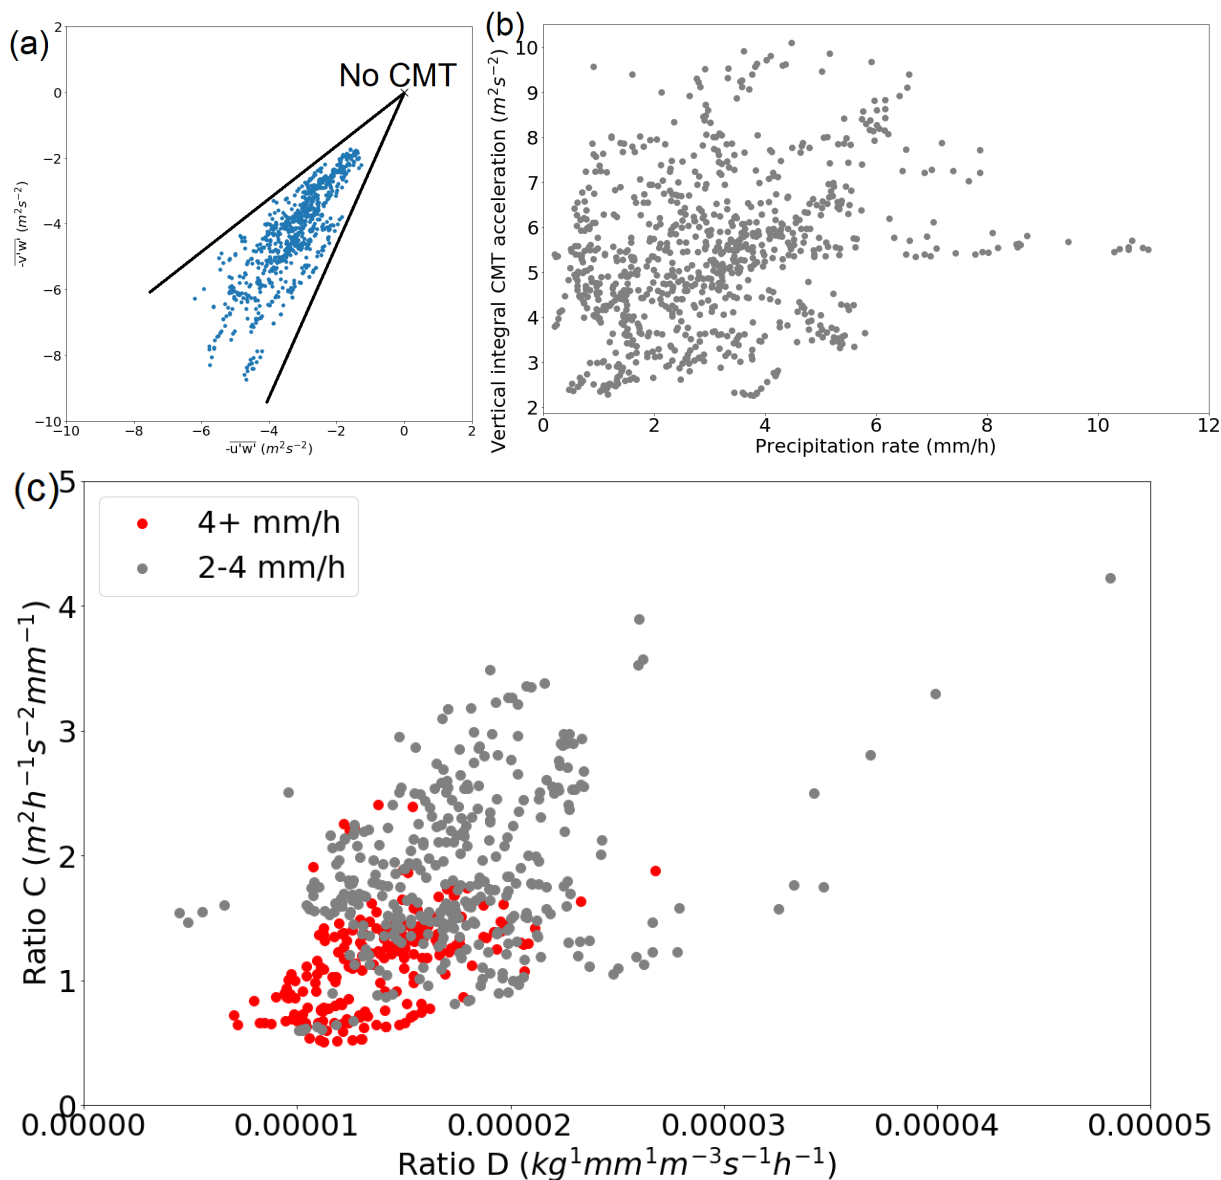 (a)
2
0
−2
−4
−6
−8
−10
-v'w' (m²s⁻²)
No CMT
−10 −8 −6 −4 −2 0 2
-u'w' (m²s⁻²)
(b)
10
9
8
7
6
5
4
3
2
Vertical integral CMT acceleration (m²s⁻²)
0 2 4 6 8 10 12
Precipitation rate (mm/h)
(c)
5
4
3
2
1
0
Ratio C (m²h⁻¹s⁻²mm⁻¹)
4+ mm/h
2-4 mm/h
0.00000 0.00001 0.00002 0.00003 0.00004 0.00005
Ratio D (kg¹mm¹m⁻³s⁻¹h⁻¹)